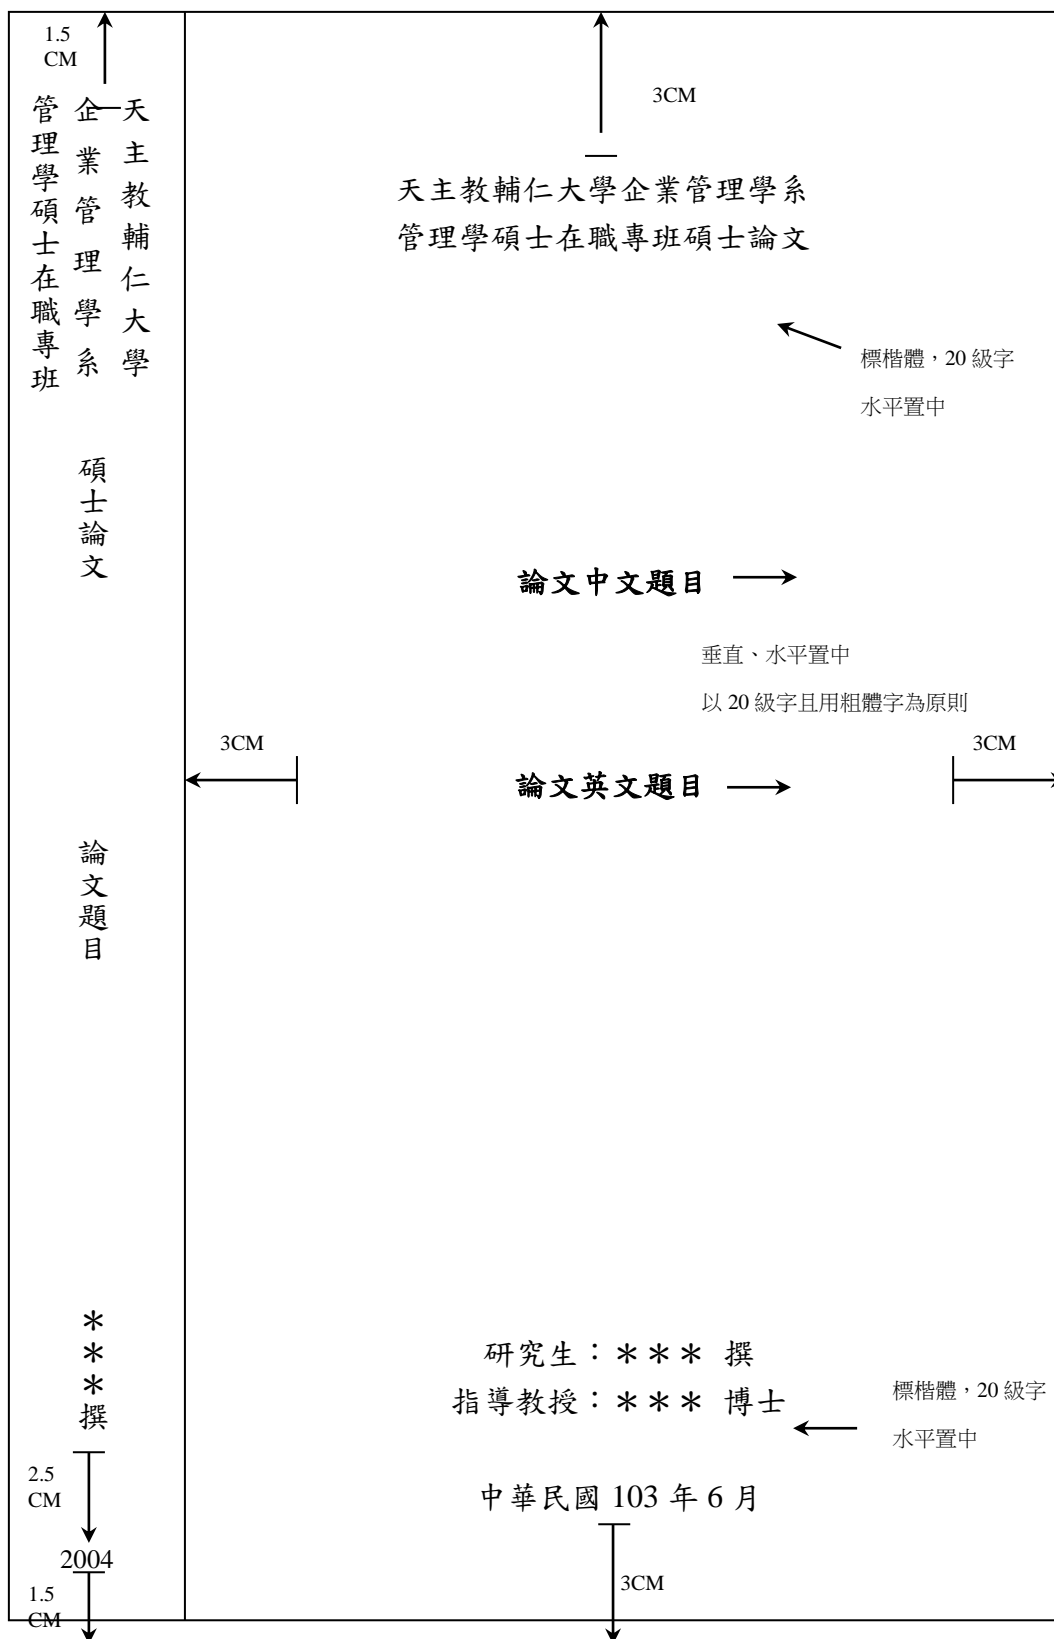 1.5
CM
天主教輔仁大學
企業管理學系
管理學碩士在職專班
碩士論文
論文題目
＊＊＊撰
2.5
CM
2004
1.5
CM
3CM
天主教輔仁大學企業管理學系
管理學碩士在職專班碩士論文
標楷體，20 級字
水平置中
論文中文題目
垂直、水平置中
以 20 級字且用粗體字為原則
3CM
3CM
論文英文題目
研究生：＊＊＊ 撰
指導教授：＊＊＊ 博士
標楷體，20 級字
水平置中
中華民國 103 年 6 月
3CM